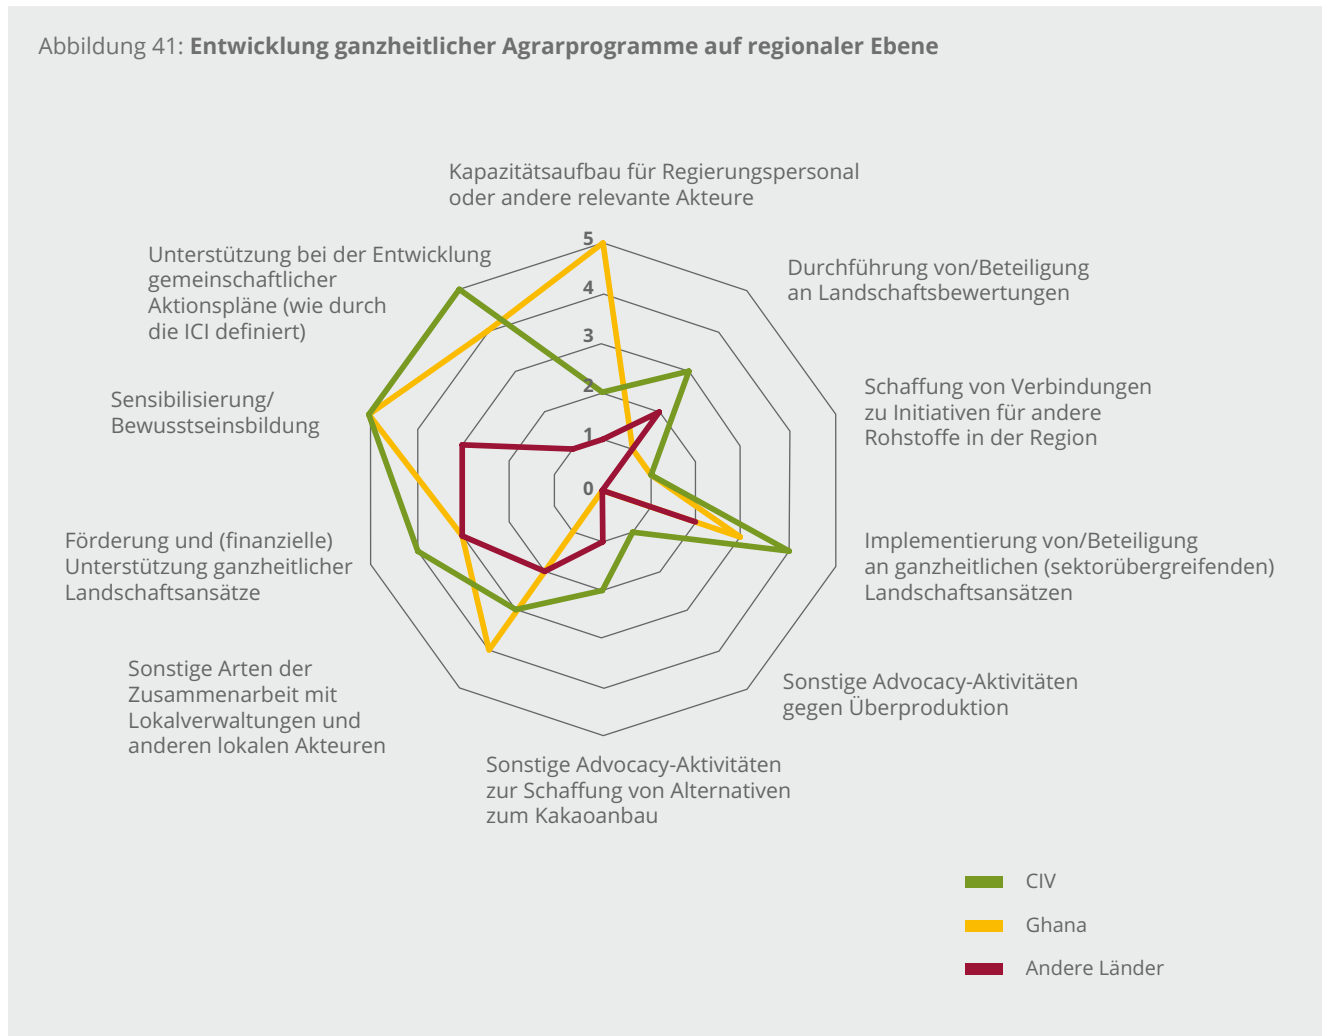 Abbildung 41: Entwicklung ganzheitlicher Agrarprogramme auf regionaler Ebene
Kapazitätsaufbau für Regierungspersonal
oder andere relevante Akteure
Unterstützung bei der Entwicklung
gemeinschaftlicher
Aktionspläne (wie durch
die ICI definiert)
Durchführung von/Beteiligung
an Landschaftsbewertungen
Sensibilisierung/
Bewusstseinsbildung
Schaffung von Verbindungen
zu Initiativen für andere
Rohstoffe in der Region
5
4
3
2
1
0
Förderung und (finanzielle)
Unterstützung ganzheitlicher
Landschaftsansätze
Implementierung von/Beteiligung
an ganzheitlichen (sektorübergreifenden)
Landschaftsansätzen
Sonstige Arten der
Zusammenarbeit mit
Lokalverwaltungen und
anderen lokalen Akteuren
Sonstige Advocacy-Aktivitäten
gegen Überproduktion
Sonstige Advocacy-Aktivitäten
zur Schaffung von Alternativen
zum Kakaoanbau
CIV
Ghana
Andere Länder